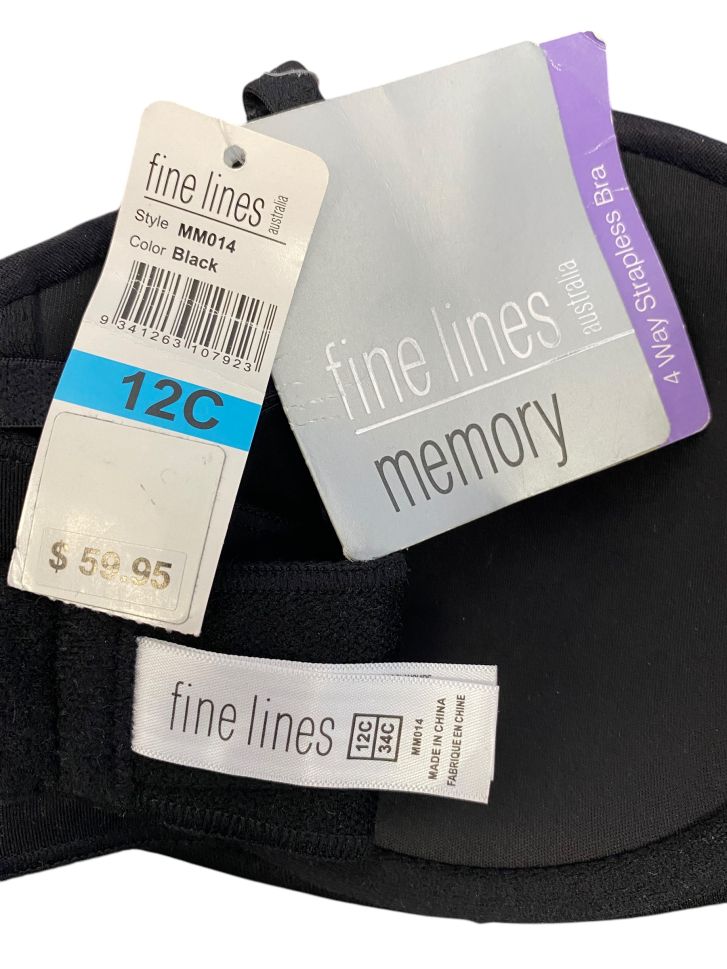 fine lines
australia
Style MM014
Color Black
9 341263 107923
12C
$ 59.95
fine lines
australia
memory
4 Way Strapless Bra
fine lines
12C
34C
MM014
MADE IN CHINA
FABRIQUE EN CHINE